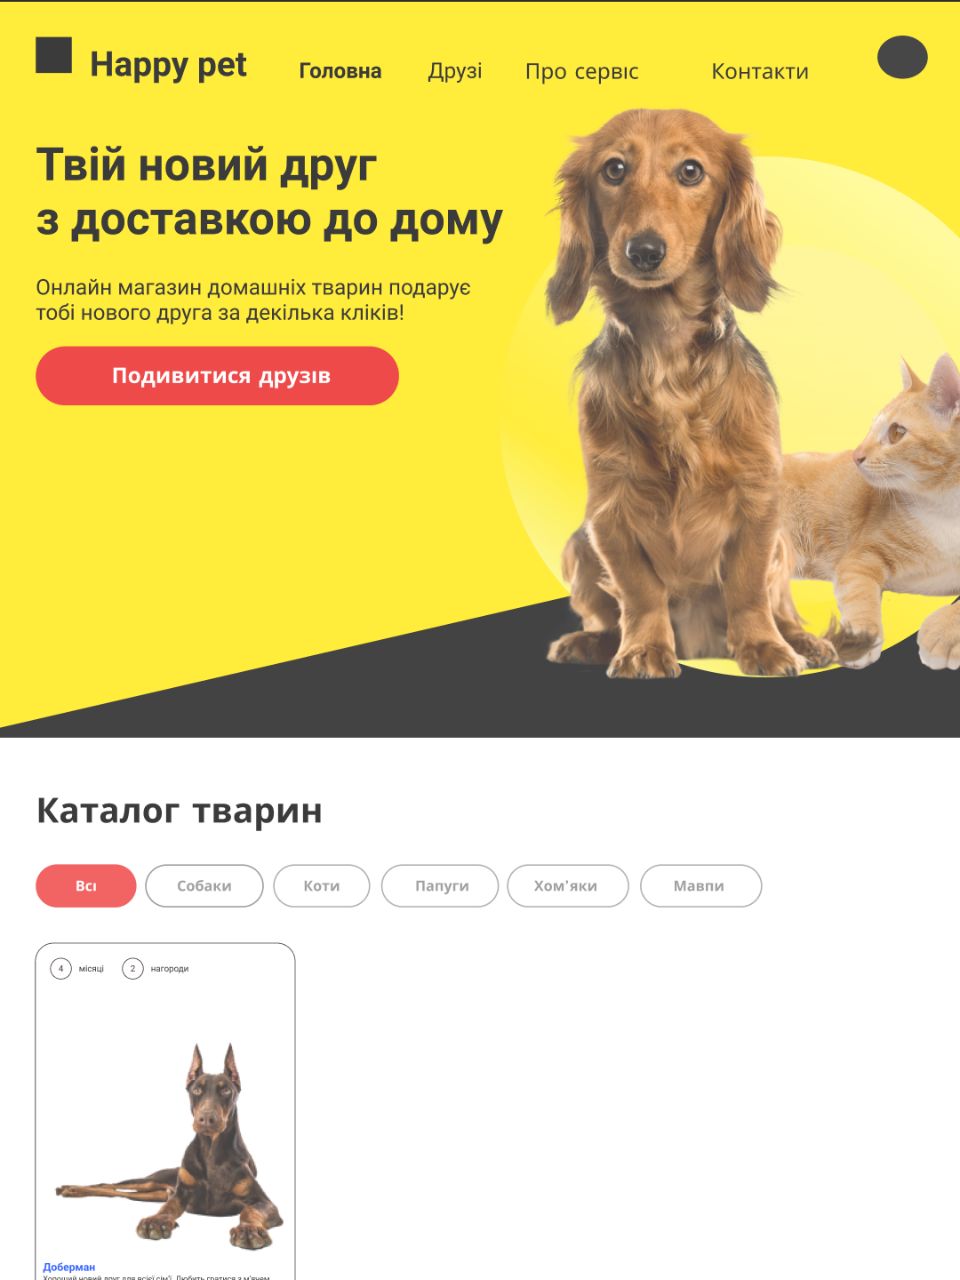 Happy pet
Головна
Друзі
Про сервіс
Контакти
Твій новий друг
з доставкою до дому
Онлайн магазин домашніх тварин подарує
тобі нового друга за декілька кліків!
Подивитися друзів
Каталог тварин
Всі
Собаки
Коти
Папуги
Хом'яки
Мавпи
4 місяці
2 нагороди
Доберман
Хороший новий друг для всієї сім'ї. Любить гратися з м'ячем